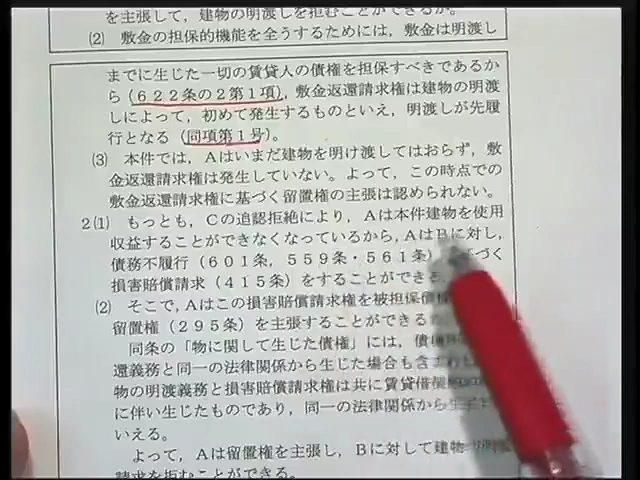 を主張して，建物の明渡しを拒むことができるか。
(2) 敷金の担保的機能を全うするためには，敷金は明渡し
までに生じた一切の賃貸人の債権を担保すべきであるか
ら（622条の2第1項），敷金返還請求権は建物の明渡
しによって，初めて発生するものといえ，明渡しが先履
行となる（同項第1号）。
(3) 本件では，Aはいまだ建物を明け渡してはおらず，敷
金返還請求権は発生していない。よって，この時点での
敷金返還請求権に基づく留置権の主張は認められない。
2(1) もっとも，Cの追認拒絶により，Aは本件建物を使用
収益することができなくなっているから，AはBに対し，
債務不履行（601条，559条・561条）づく
損害賠償請求（415条）をすることができる
(2) そこで，Aはこの損害賠償請求権を被担保債
留置権（295条）を主張することができる
同条の「物に関して生じた債権」には，
還義務と同一の法律関係から生じた場合も含
物の明渡義務と損害賠償請求権は共に賃貸借
に伴い生じたものであり，同一の法律関係から
いえる。
よって，Aは留置権を主張し，Bに対して建物
請求を拒むことができる。